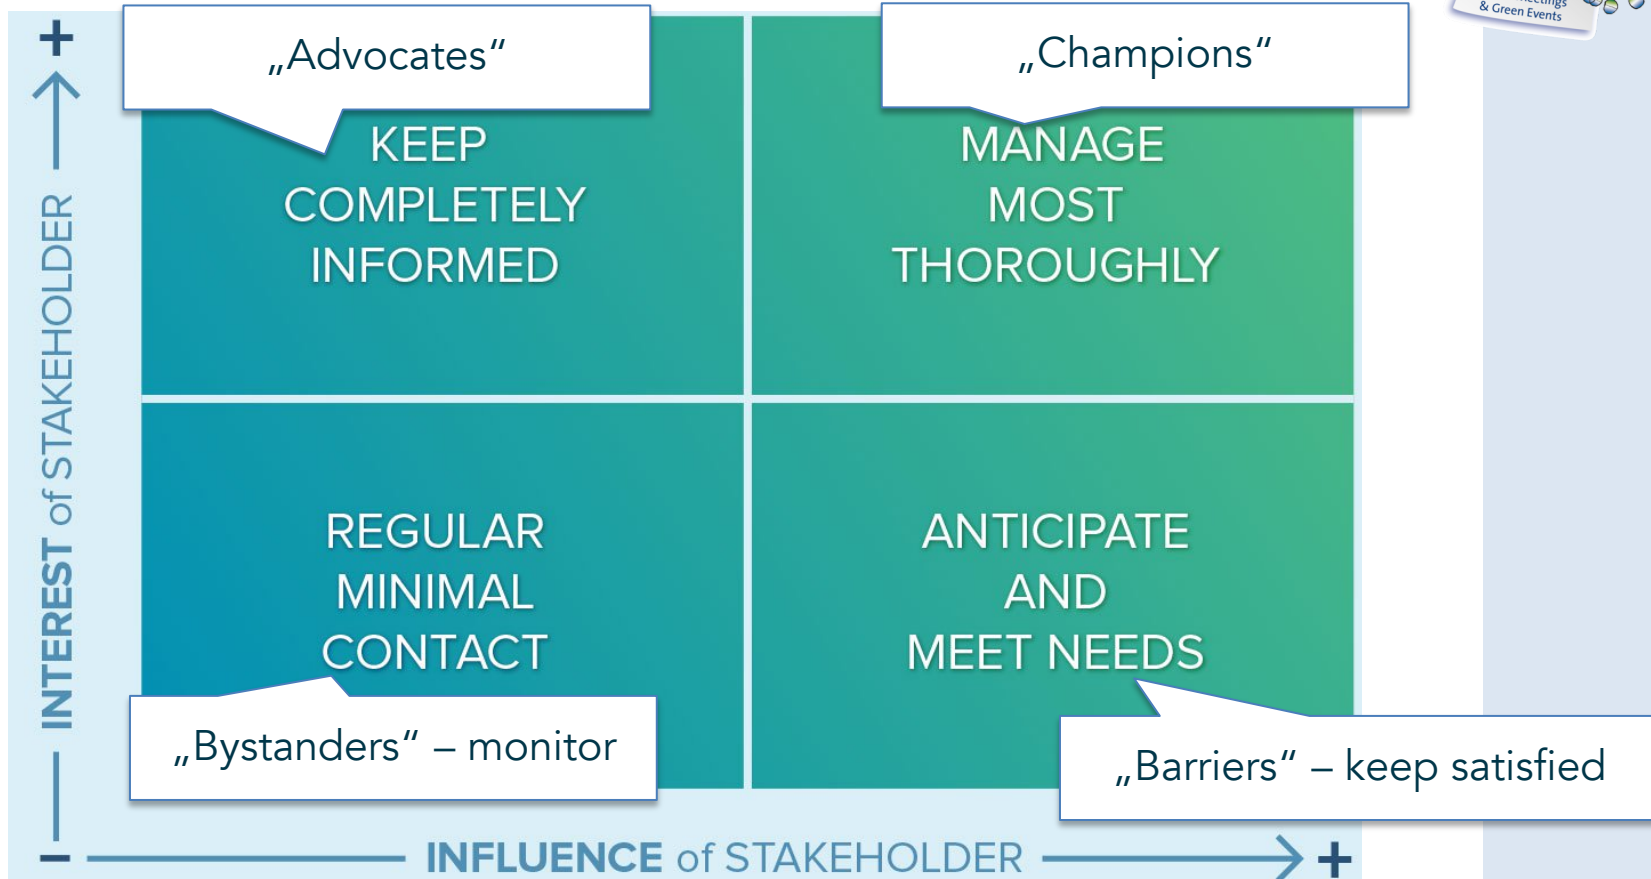 „Advocates“
„Champions“
& Green Events
KEEP
COMPLETELY
INFORMED
MANAGE
MOST
THOROUGHLY
REGULAR
MINIMAL
CONTACT
ANTICIPATE
AND
MEET NEEDS
„Bystanders“ – monitor
„Barriers“ – keep satisfied
+
INTEREST of STAKEHOLDER
–
INFLUENCE of STAKEHOLDER
+